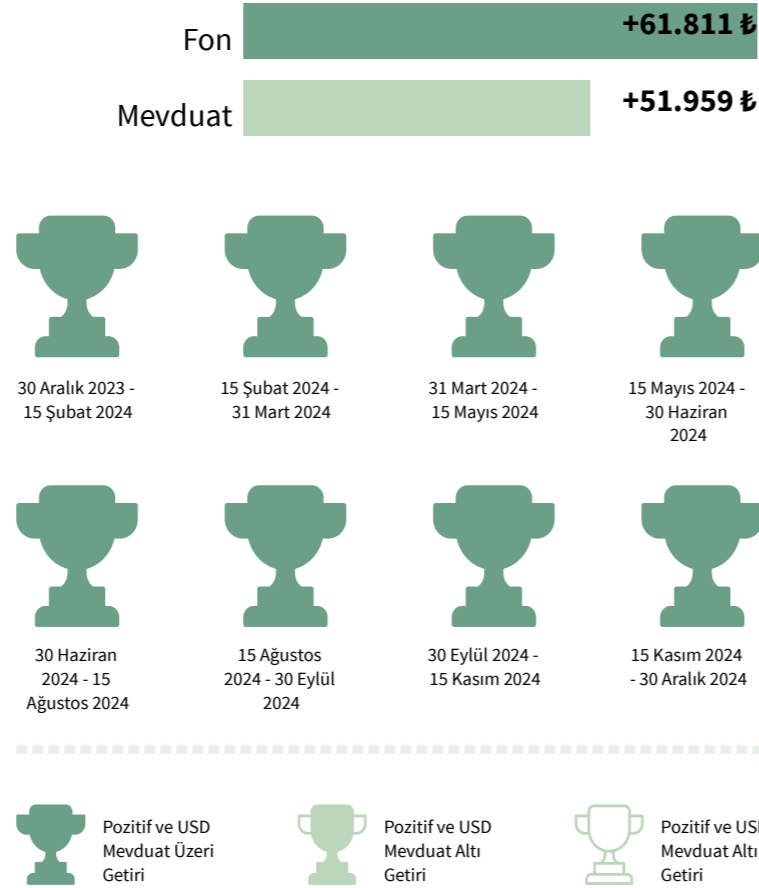 Fon
+61.811 ₺
Mevduat
+51.959 ₺
30 Aralık 2023 -
15 Şubat 2024
15 Şubat 2024 -
31 Mart 2024
31 Mart 2024 -
15 Mayıs 2024
15 Mayıs 2024 -
30 Haziran
2024
30 Haziran
2024 - 15
Ağustos 2024
15 Ağustos
2024 - 30 Eylül
2024
30 Eylül 2024 -
15 Kasım 2024
15 Kasım 2024
- 30 Aralık 2024
Pozitif ve USD
Mevduat Üzeri
Getiri
Pozitif ve USD
Mevduat Altı
Getiri
Pozitif ve USD
Mevduat Altı
Getiri